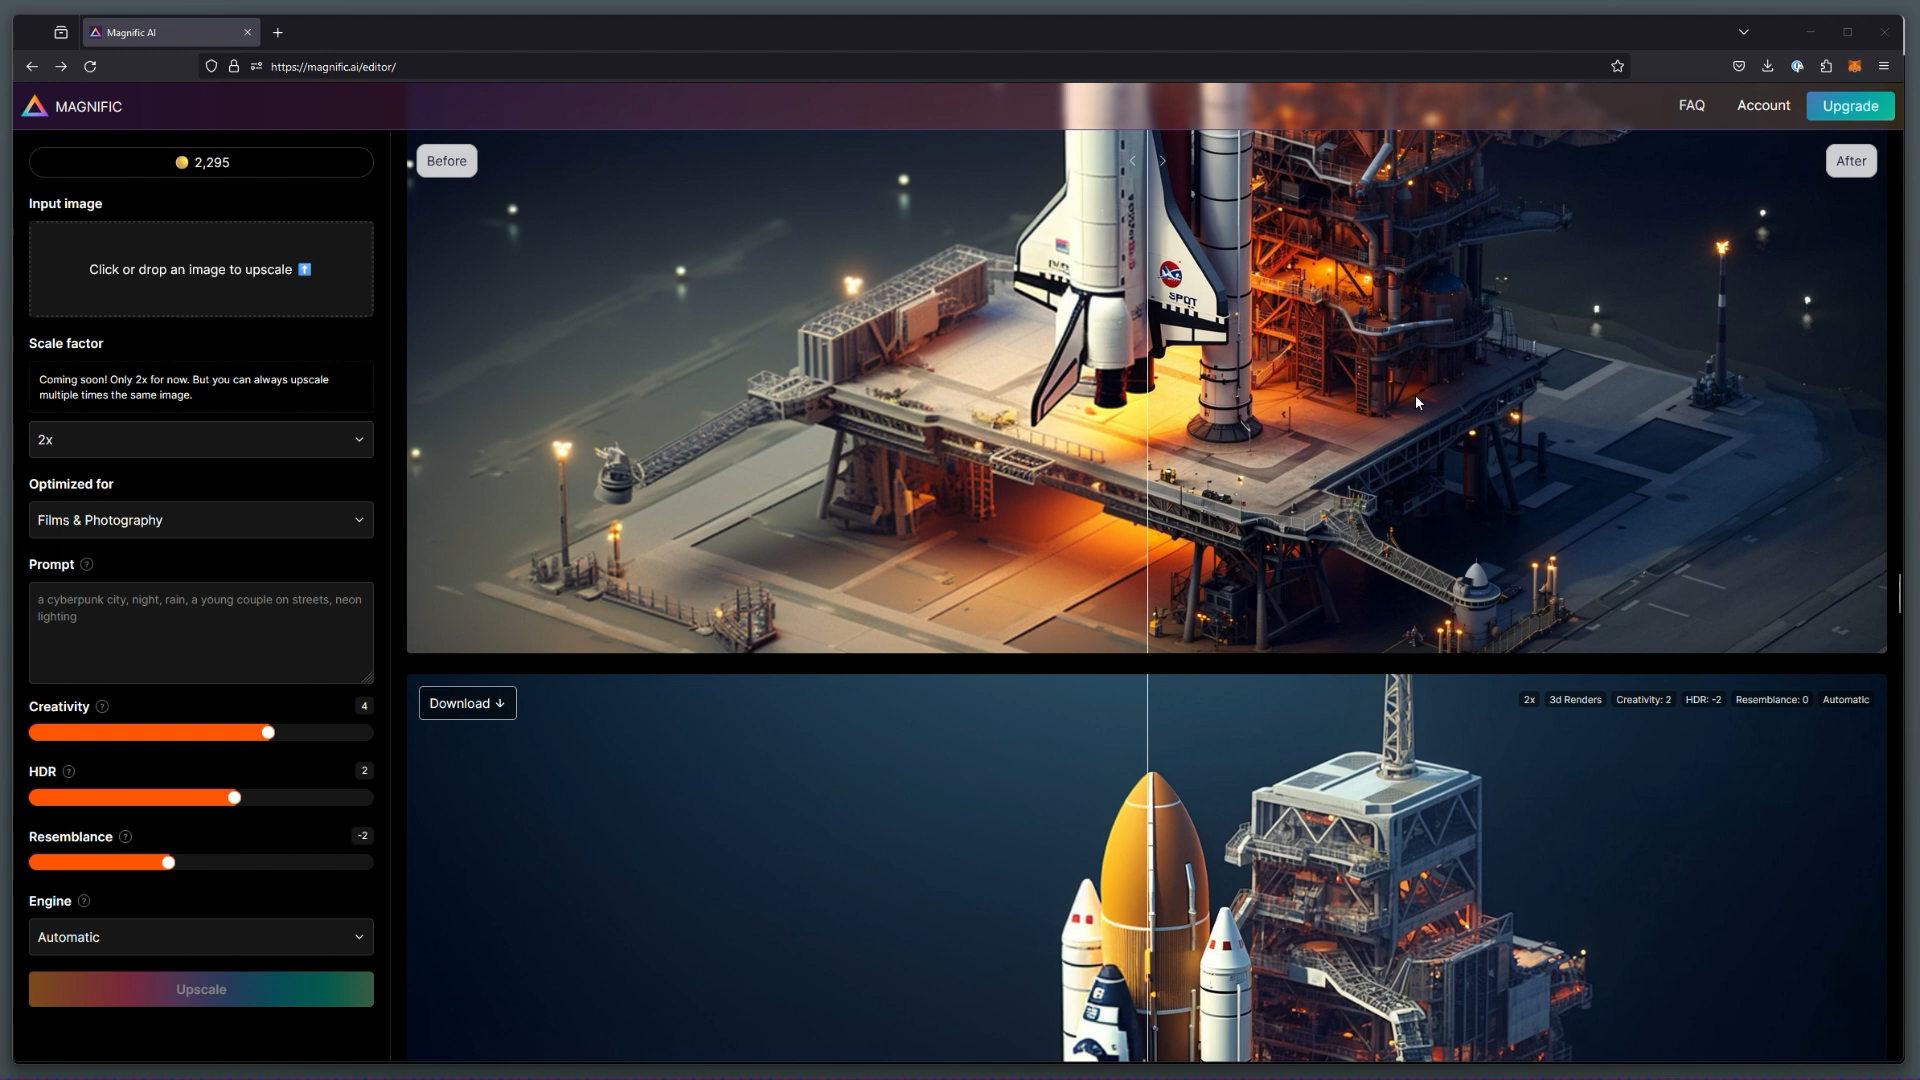 Magnific AI
https://magnific.ai/editor/
MAGNIFIC
FAQ
Account
Upgrade
2,295
Input image
Click or drop an image to upscale
Scale factor
Coming soon! Only 2x for now. But you can always upscale
multiple times the same image.
2x
Optimized for
Films & Photography
Prompt
a cyberpunk city, night, rain, a young couple on streets, neon
lighting
Creativity
4
HDR
2
Resemblance
-2
Engine
Automatic
Upscale
Before
After
SPOT
Download
2x
3d Renders
Creativity: 2
HDR: -2
Resemblance: 0
Automatic